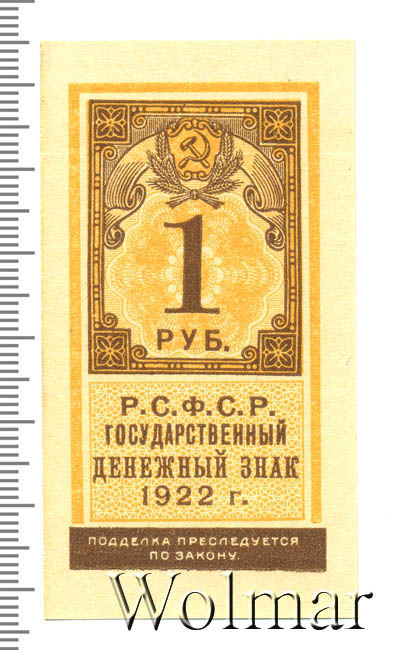 1
РУБ.
Р.С.Ф.С.Р.
ГОСУДАРСТВЕННЫЙ
ДЕНЕЖНЫЙ ЗНАК
1922 г.
ПОДДЕЛКА ПРЕСЛЕДУЕТСЯ
ПО ЗАКОНУ.
Wolmar